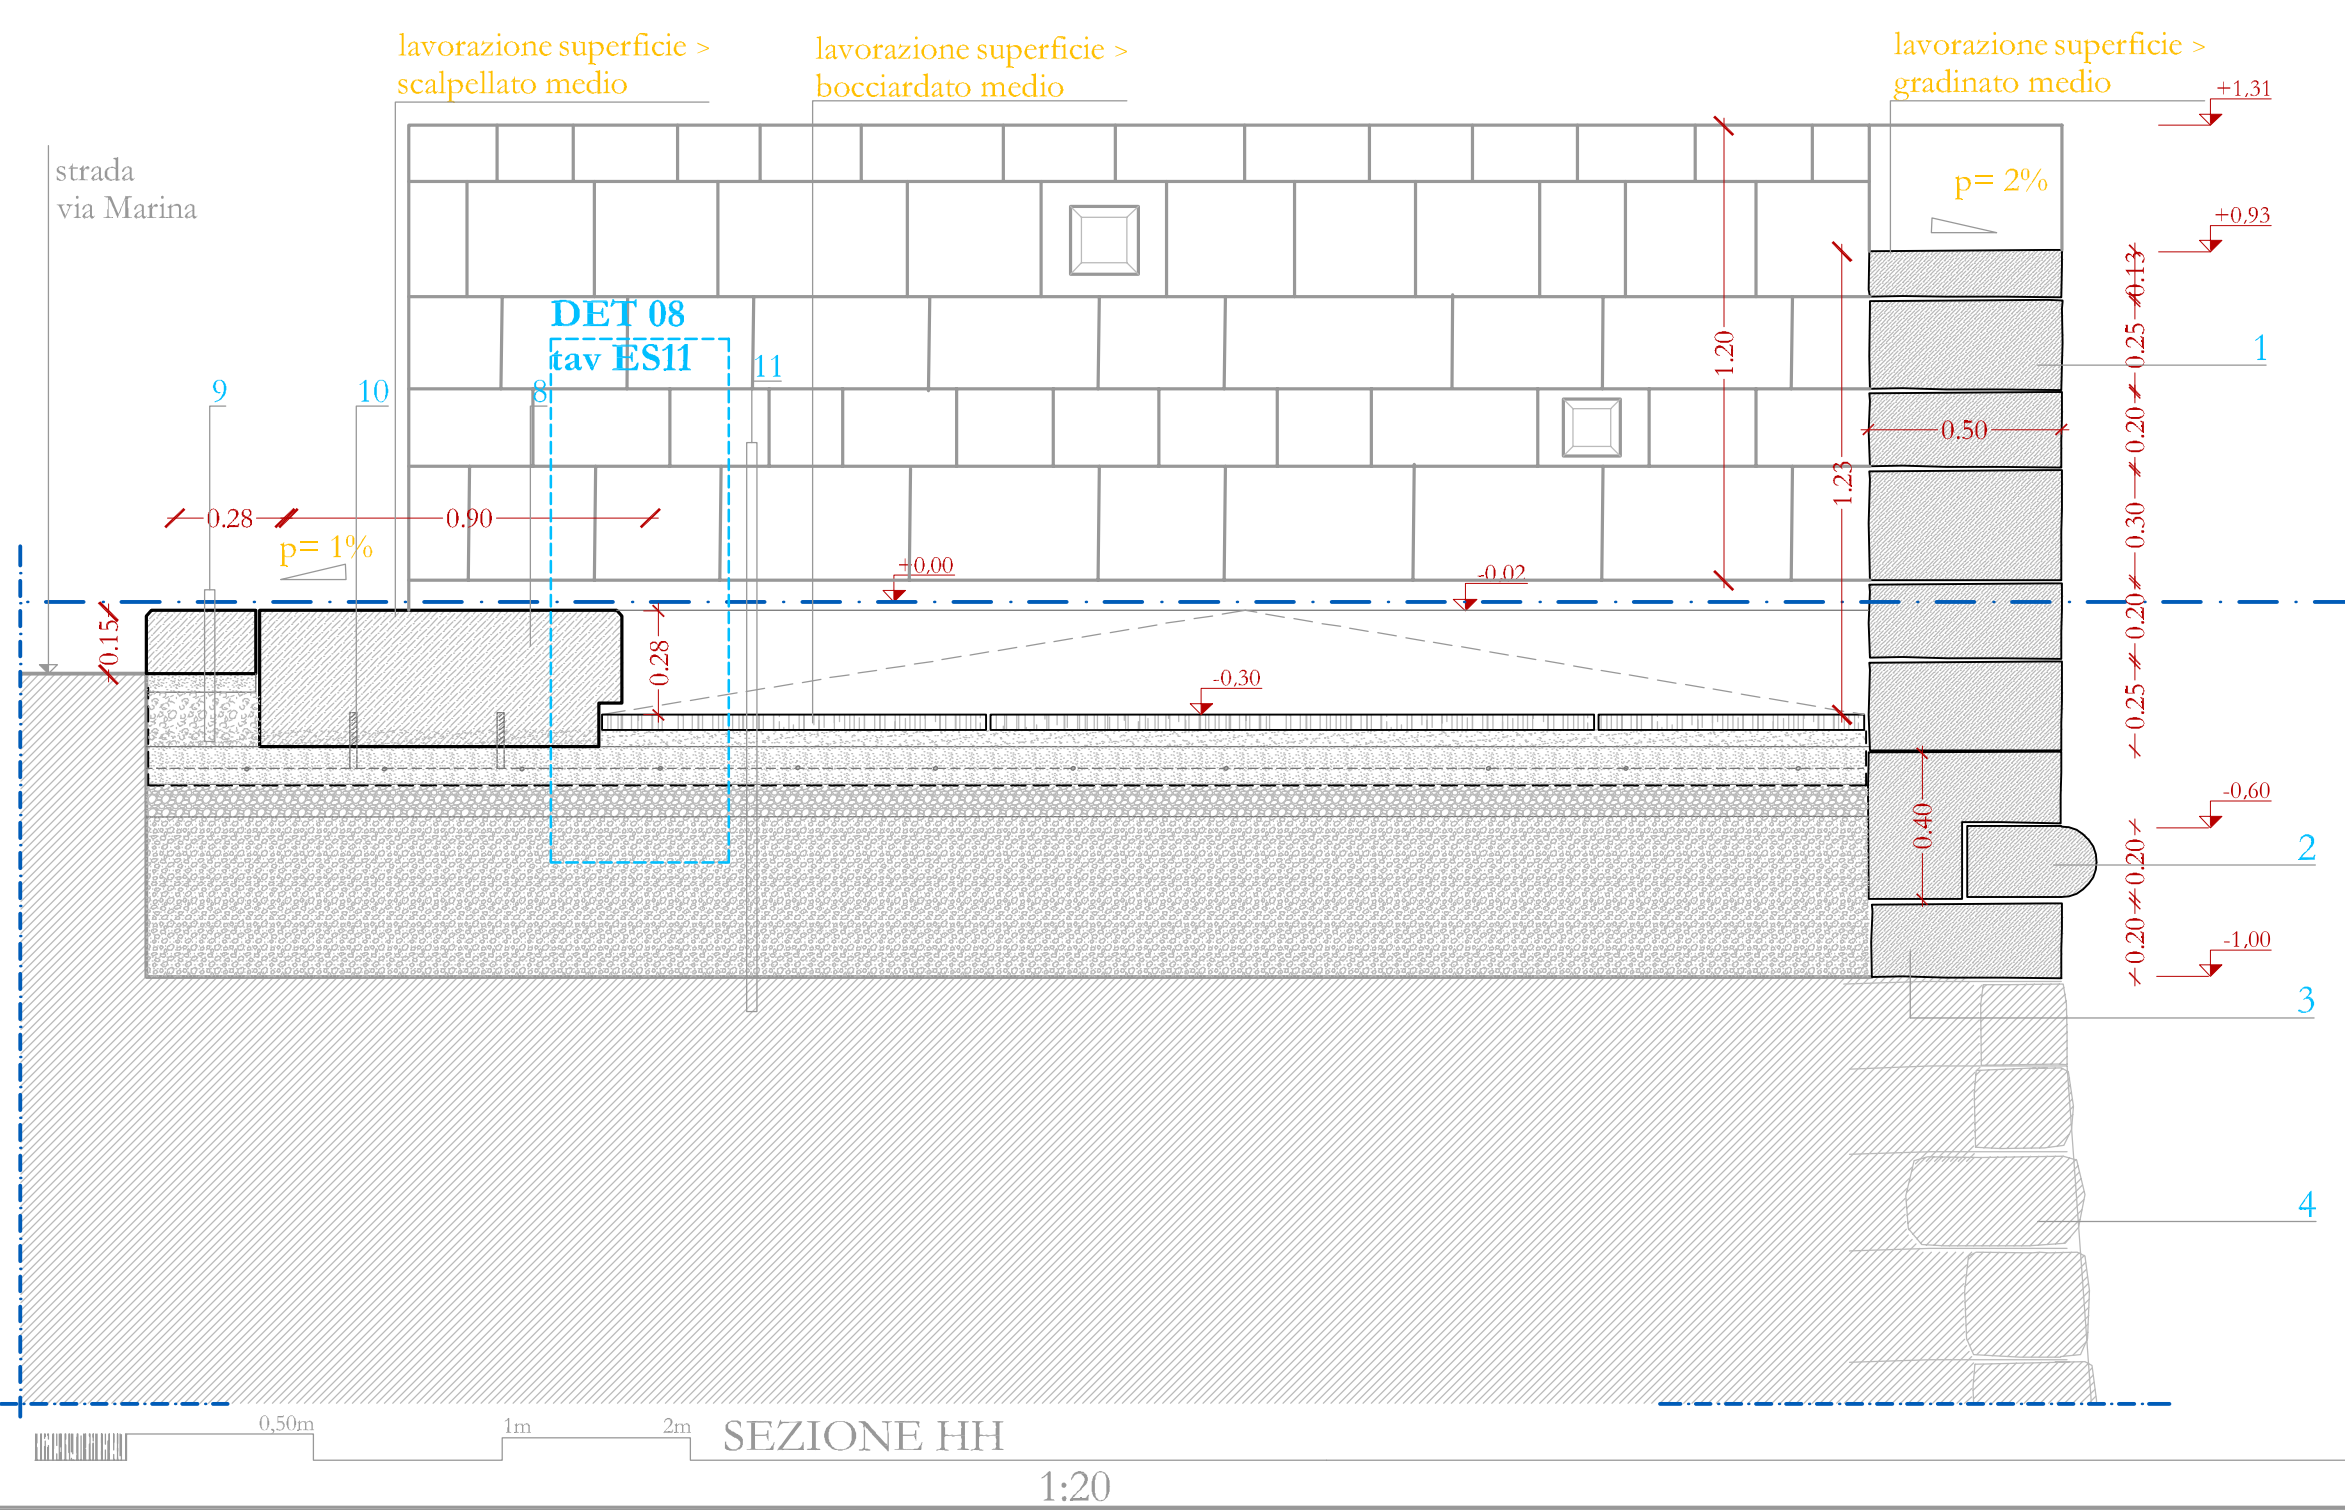 lavorazione superficie >
scalpellato medio
lavorazione superficie >
bocciardato medio
lavorazione superficie >
gradinato medio
+1,31
strada
via Marina
p= 2%
+0,93
0.13
DET 08
tav ES11
11
9
10
8
1.20
0.25
1
0.20
0.50
1.23
0.28
0.90
p= 1%
0.30
+0,00
-0,02
0.15
0.28
0.20
-0,30
0.25
-0,60
0.40
0.20
2
0.20
-1,00
3
4
0,50m
1m
2m
SEZIONE HH
1:20